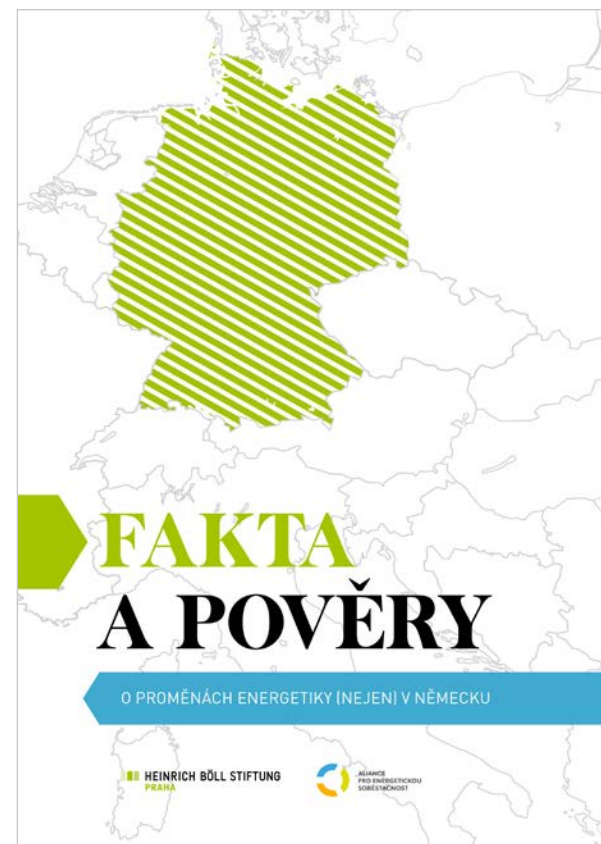 FAKTA
A POVĚRY
O PROMĚNÁCH ENERGETIKY (NEJEN) V NĚMECKU
HEINRICH BÖLL STIFTUNG
PRAHA
ALIANCE
PRO ENERGETICKOU
SOBĚSTAČNOST